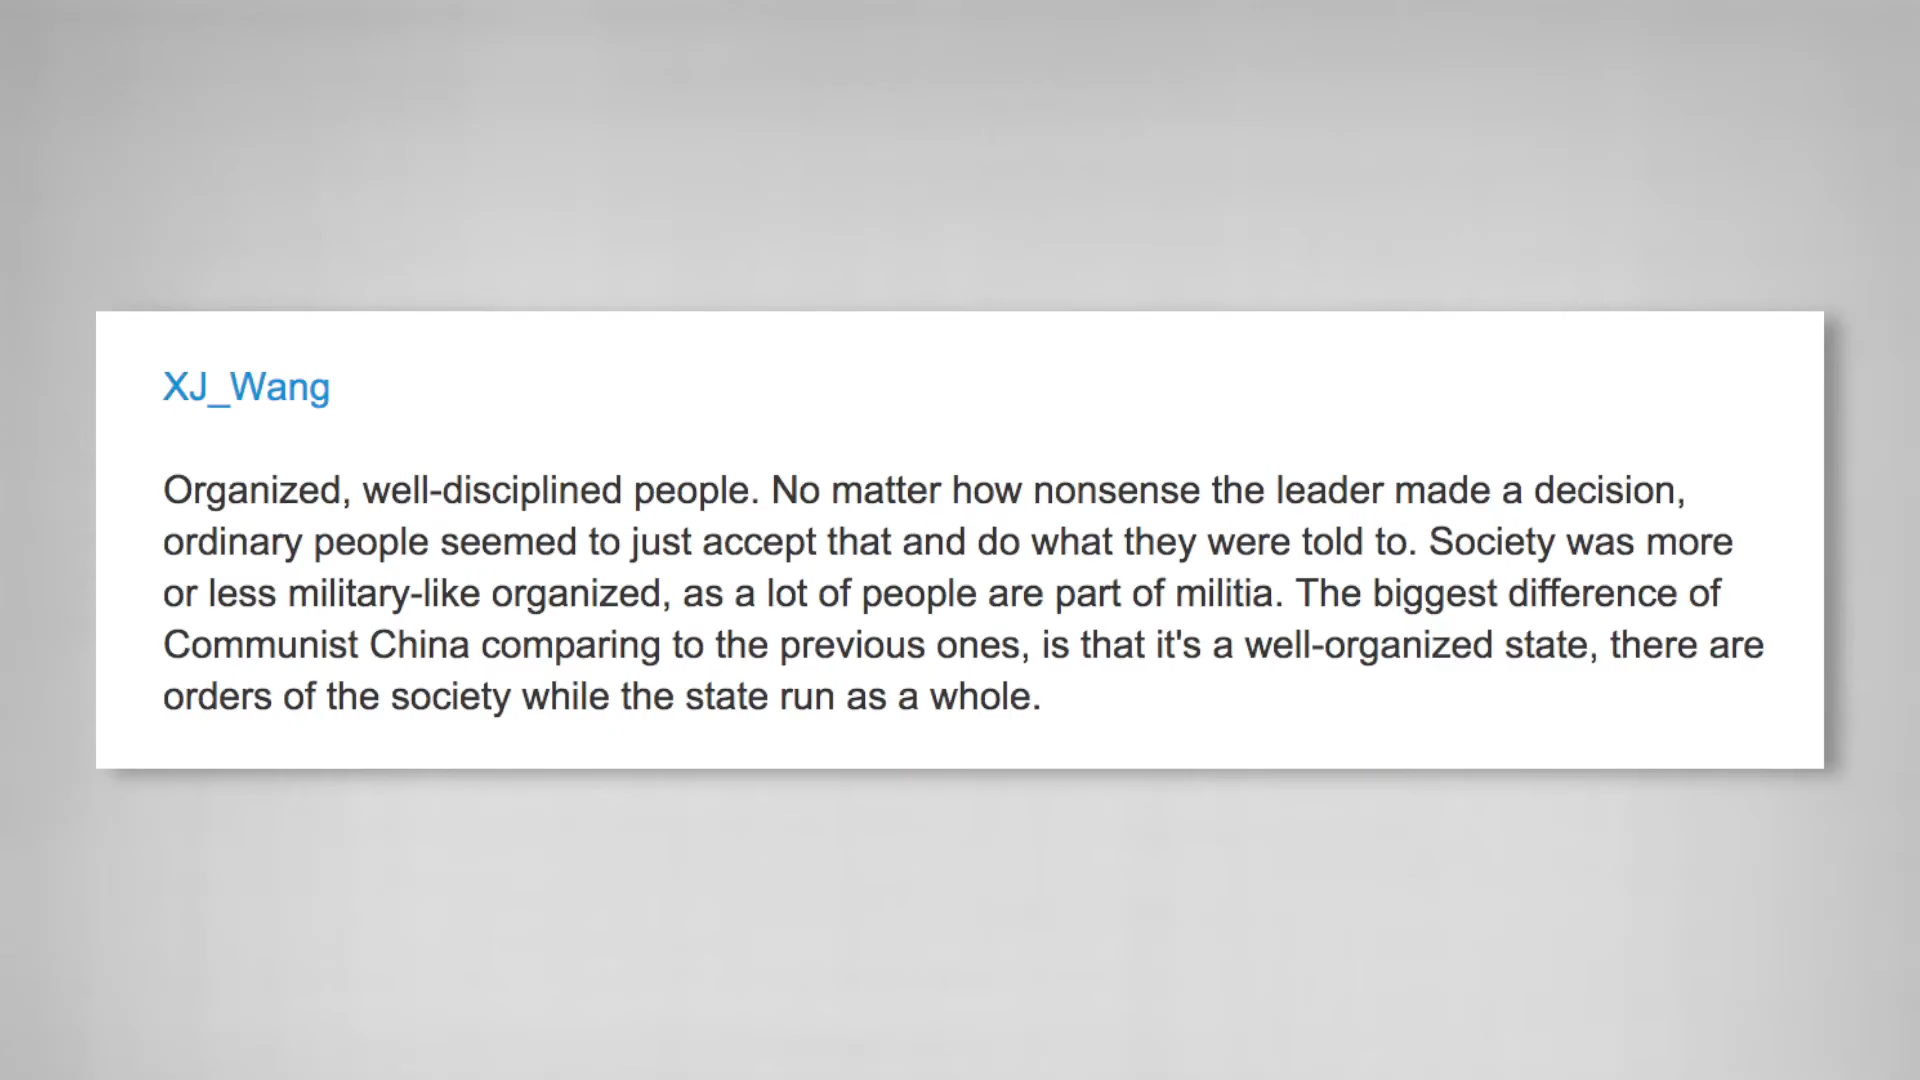 XJ_Wang
Organized, well-disciplined people. No matter how nonsense the leader made a decision,
ordinary people seemed to just accept that and do what they were told to. Society was more
or less military-like organized, as a lot of people are part of militia. The biggest difference of
Communist China comparing to the previous ones, is that it's a well-organized state, there are
orders of the society while the state run as a whole.